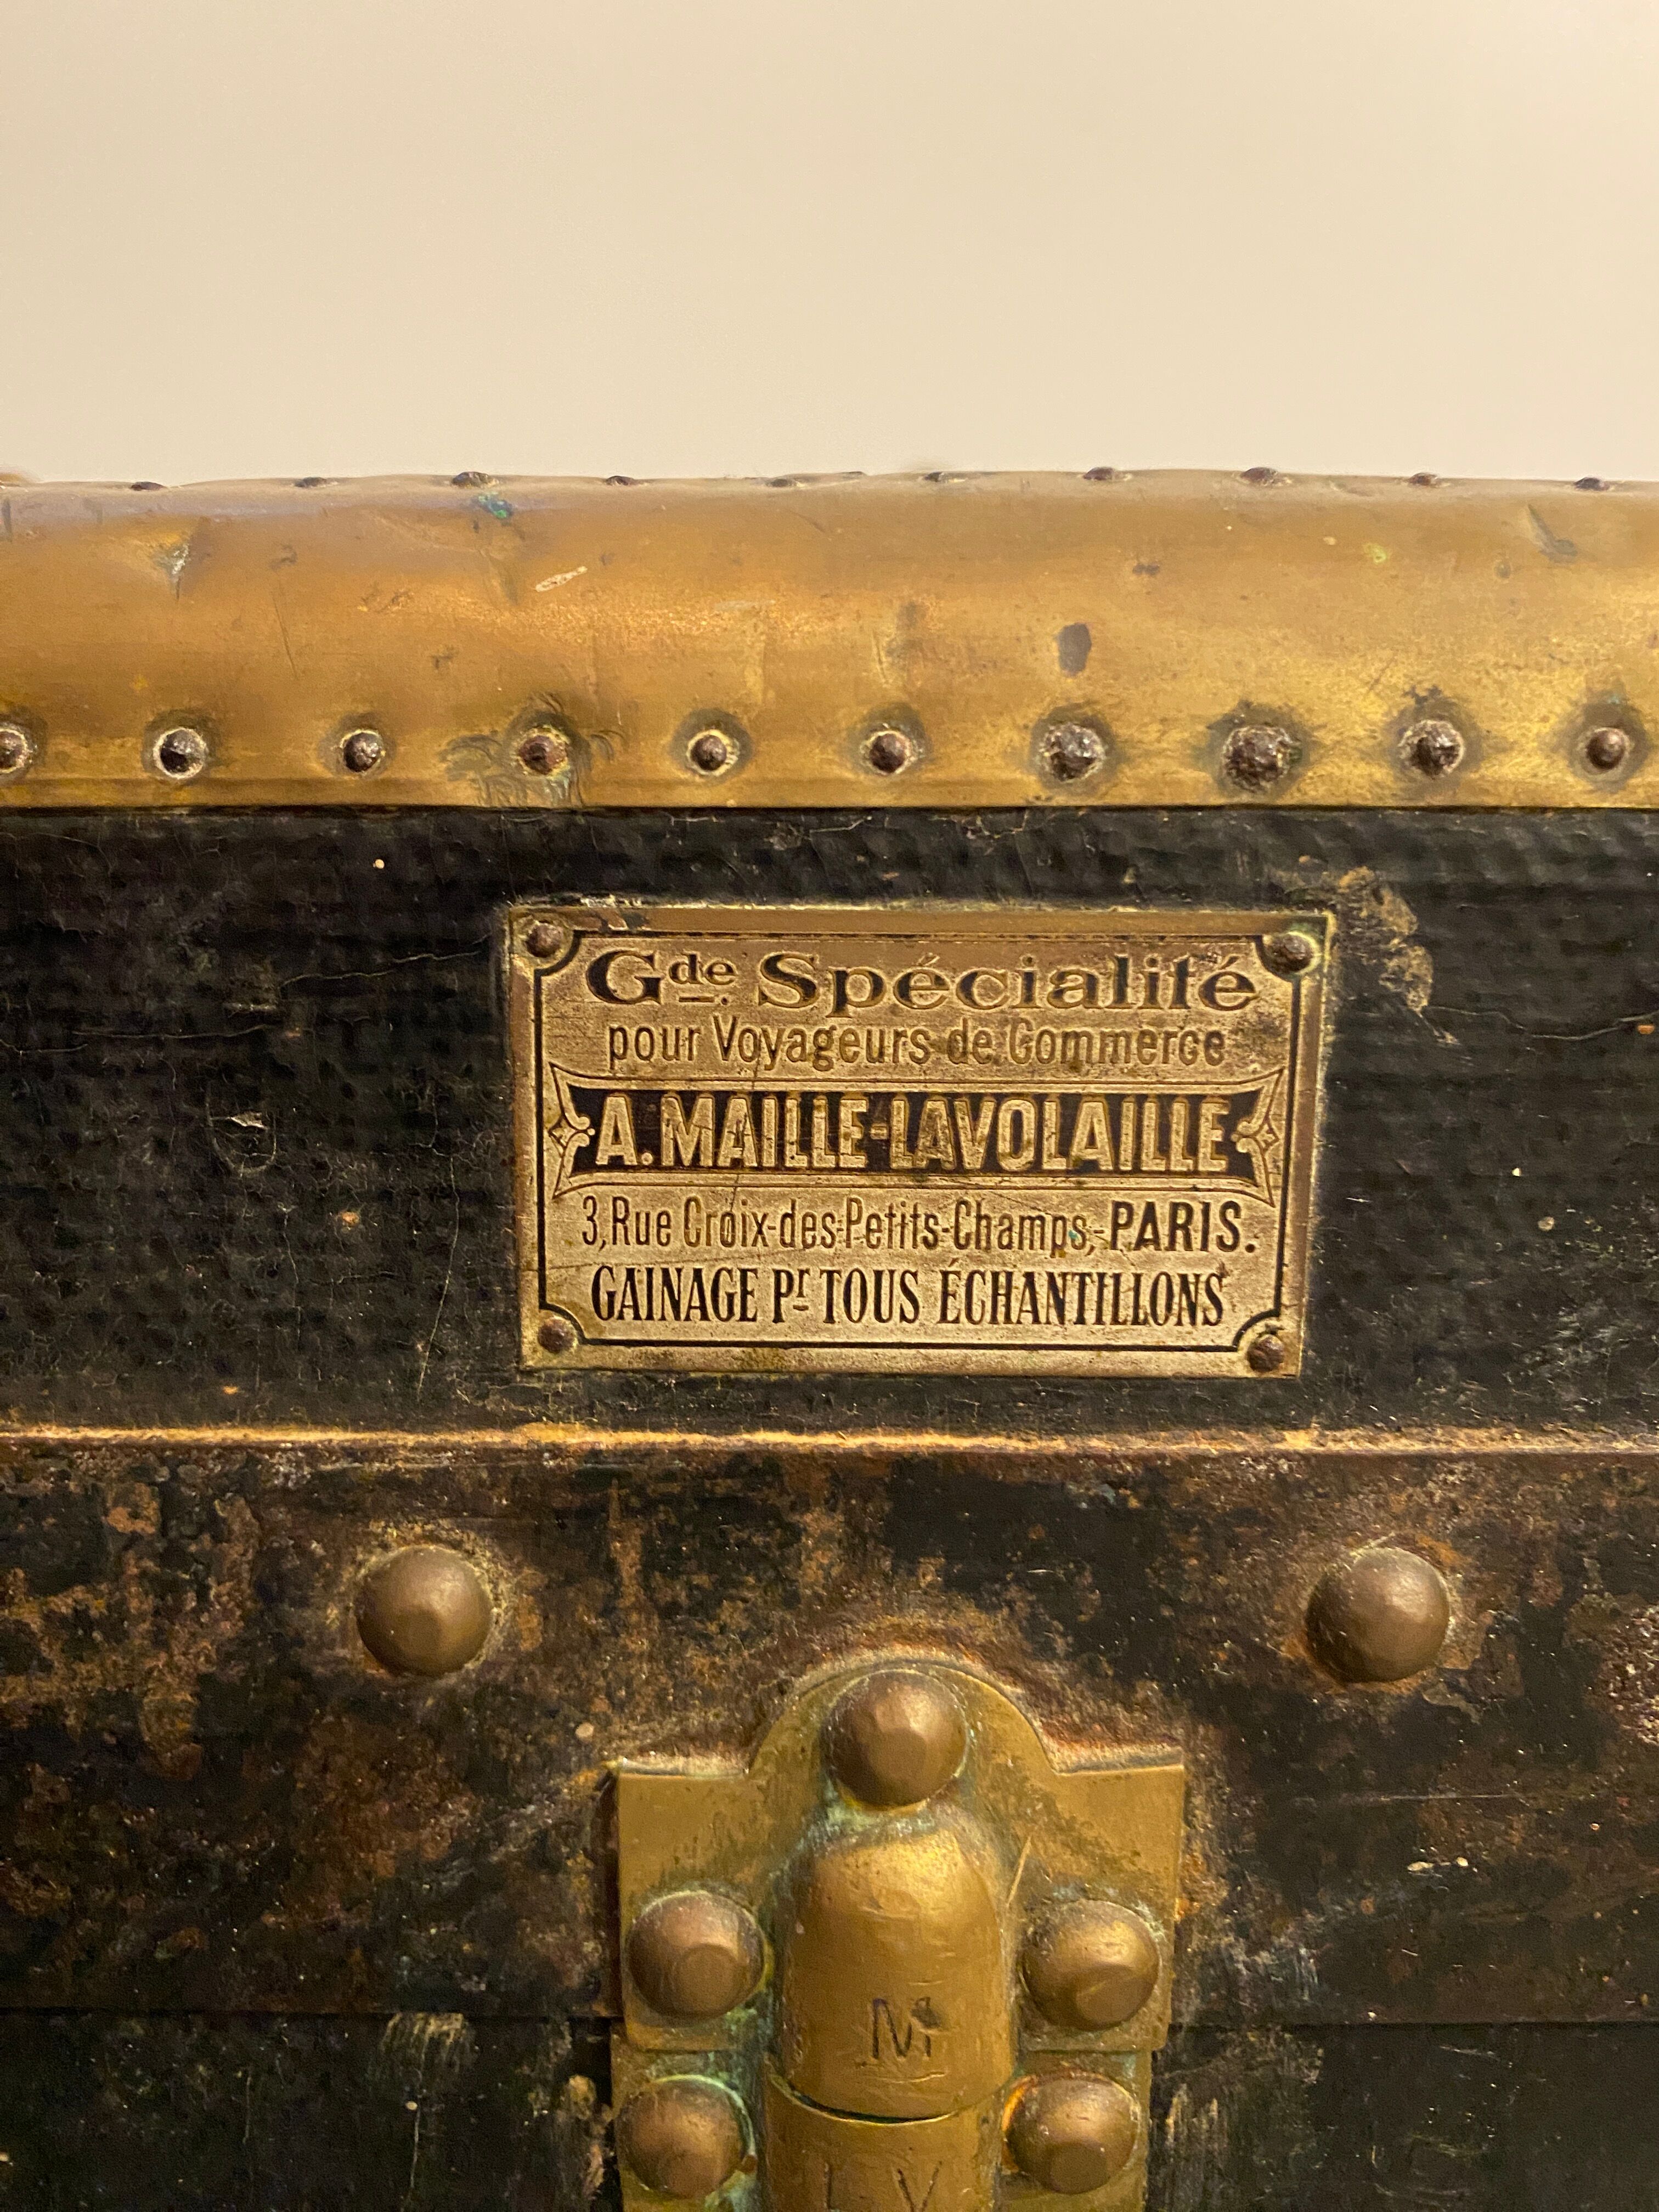 Gde. Spécialité
pour Voyageurs de Commerce
A. MAILLE-LAVOLAILLE
3, Rue Croix-des-Petits-Champs,-PARIS.
GAINAGE Pr TOUS ÉCHANTILLONS
M
LV